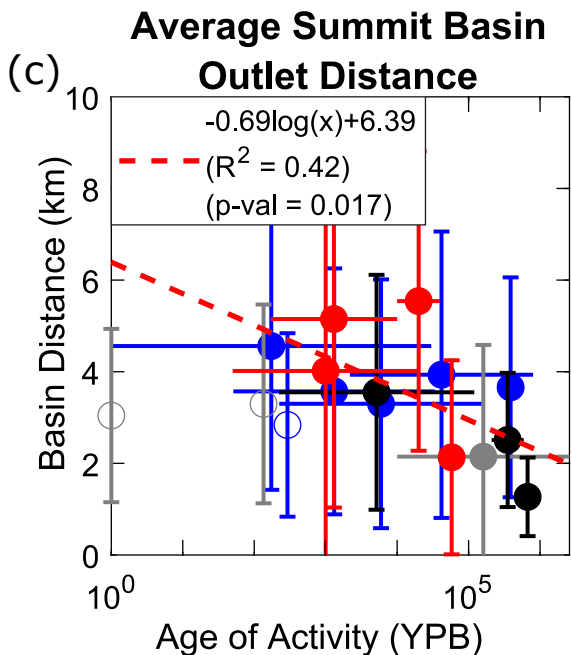 Average Summit Basin
(c) Outlet Distance
-0.69log(x)+6.39
(R² = 0.42)
(p-val = 0.017)
Basin Distance (km)
10
8
6
4
2
0
10⁰
10⁵
Age of Activity (YPB)